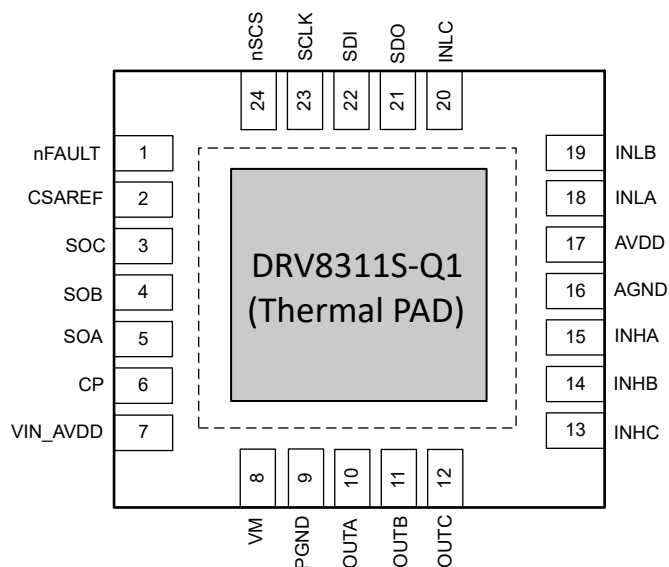 nSCS
SCLK
SDI
SDO
INLC
24
23
22
21
20
nFAULT 1
CSAREF 2
SOC 3
SOB 4
SOA 5
CP 6
VIN_AVDD 7
DRV8311S-Q1
(Thermal PAD)
19 INLB
18 INLA
17 AVDD
16 AGND
15 INHA
14 INHB
13 INHC
8
9
10
11
12
VM
PGND
OUTA
OUTB
OUTC